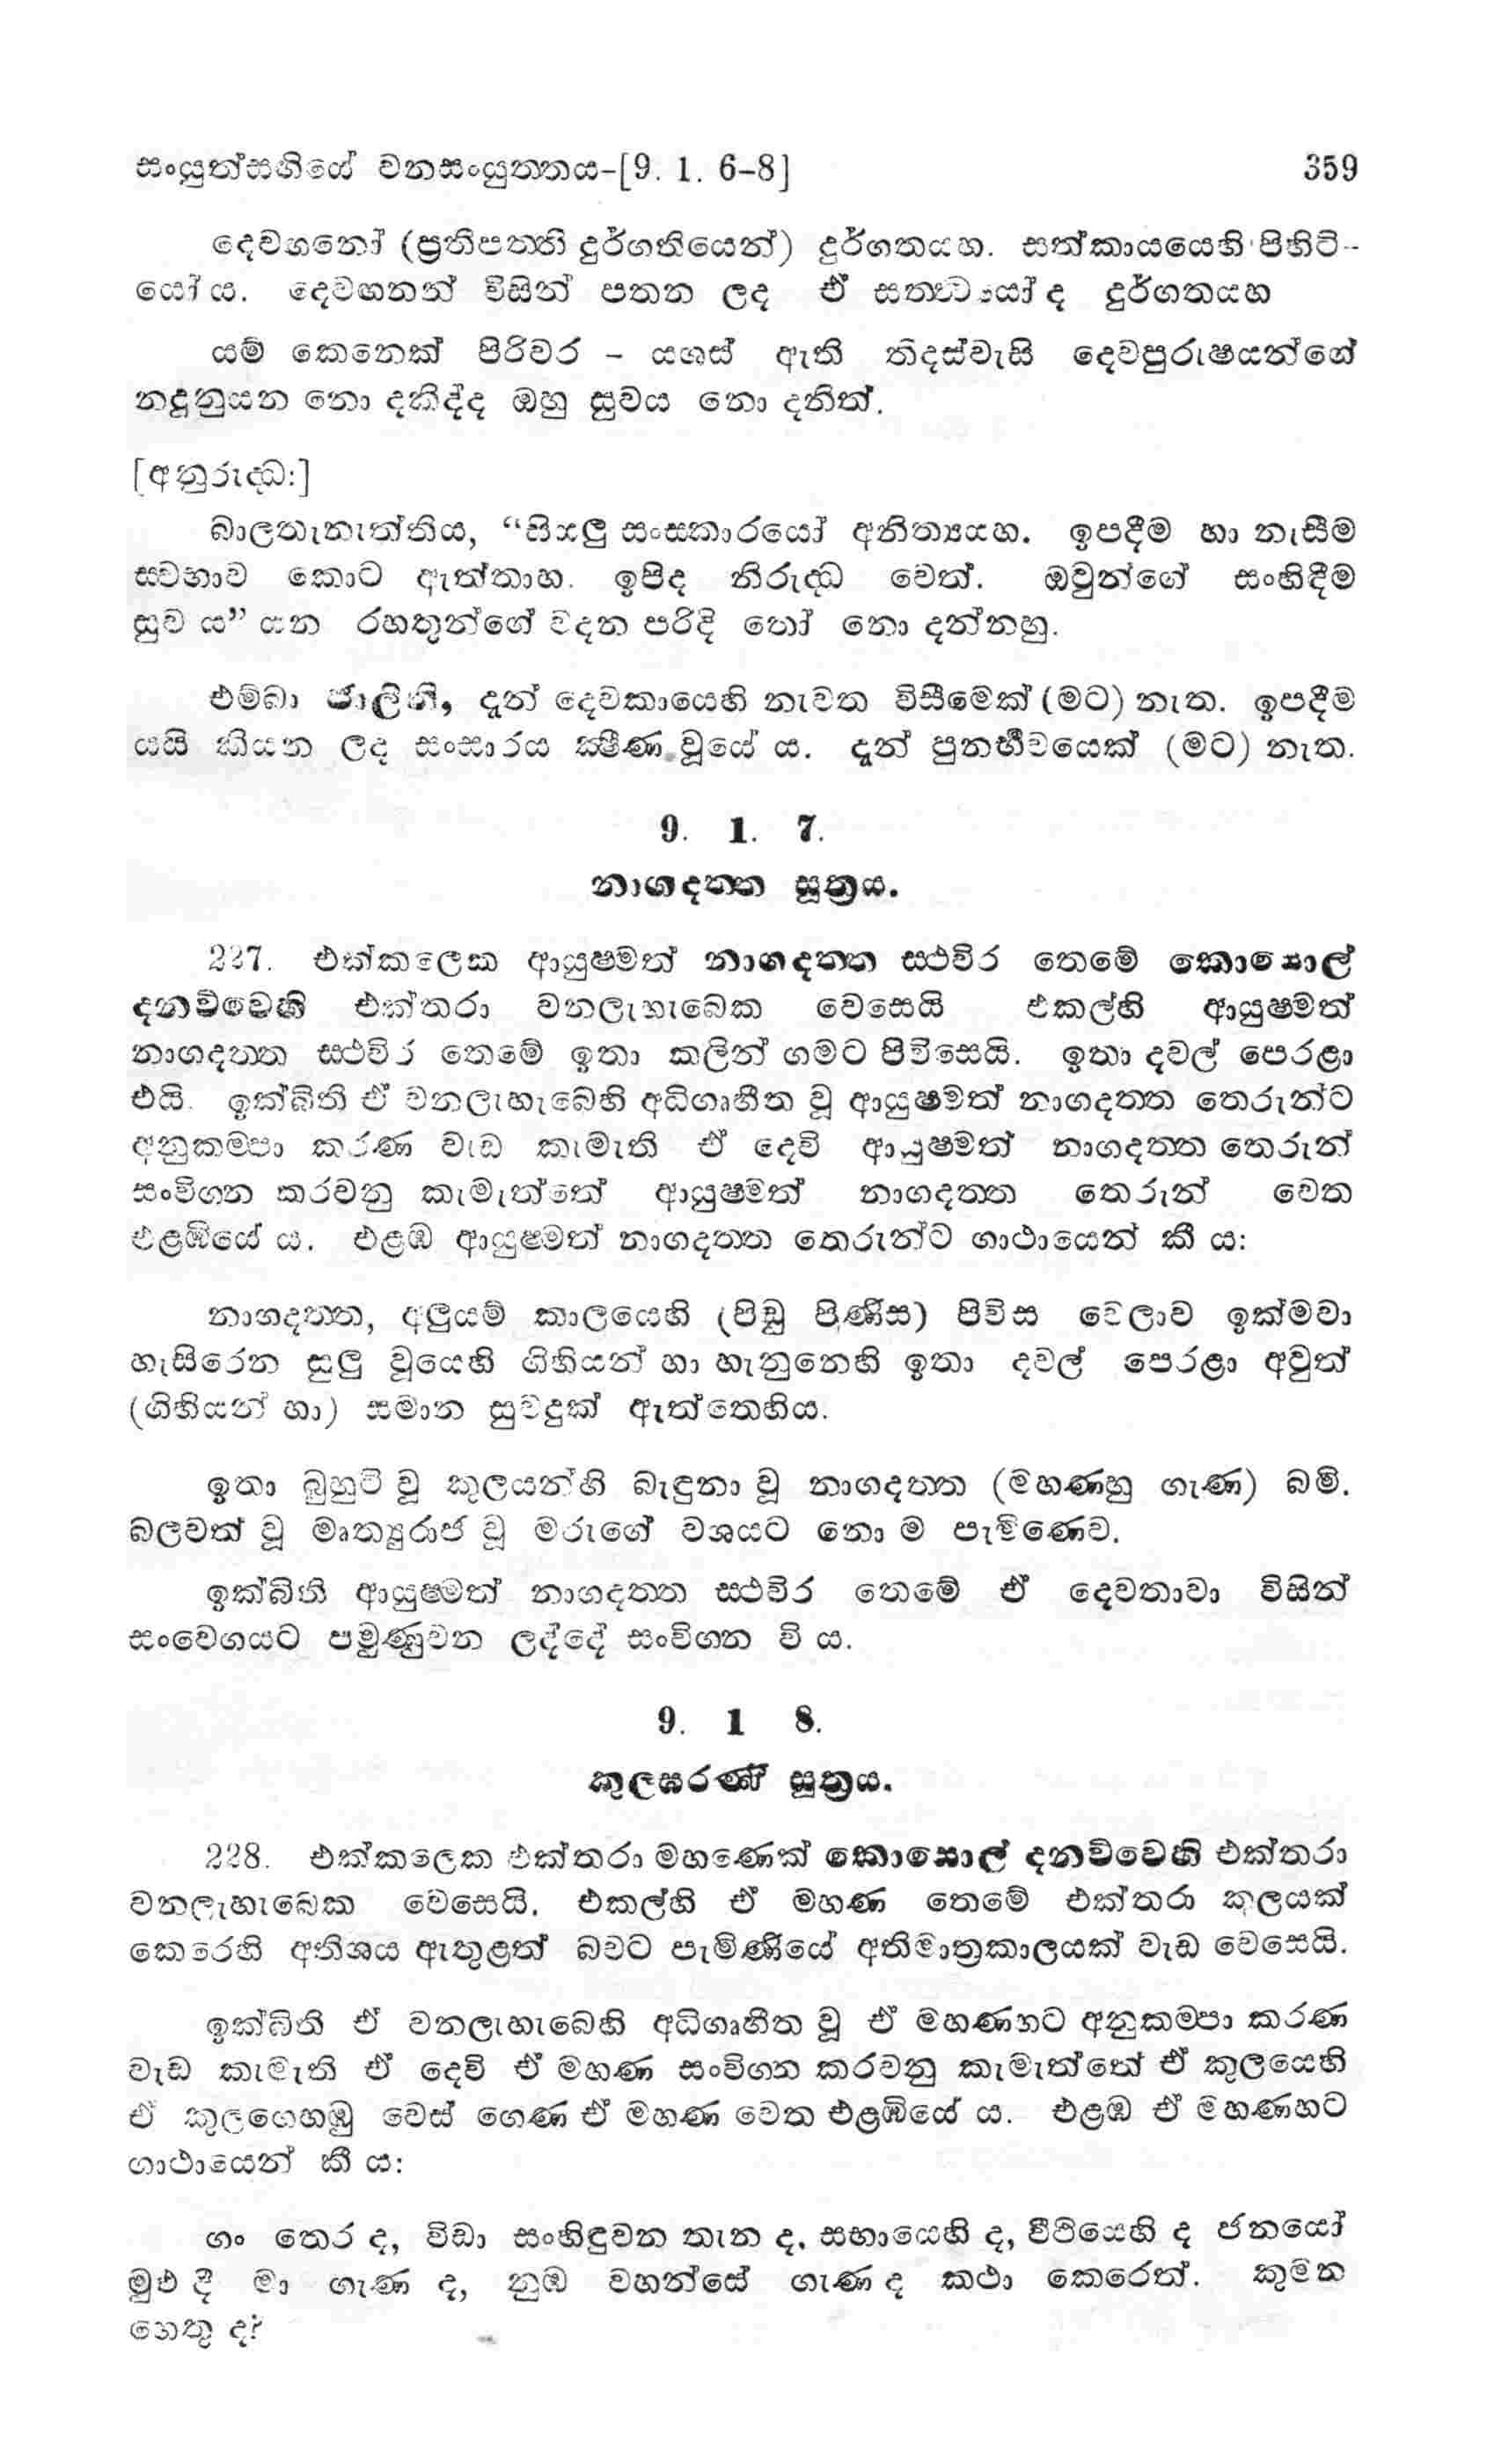 සංයුත්සඟියේ වනසංයුත්තය-[9. 1. 6-8] 359
දෙවඟනෝ (ප්‍රතිපත්ති දුර්ගතියෙන්) දුර්ගතයහ. සත්කායයෙහි පිහිටි-
යෝ ය. දෙවඟනන් විසින් පතන ලද ඒ සත්ත්‍වයෝ ද දුර්ගතයහ
යම් කෙනෙක් පිරිවර – යශස් ඇති තිදස්වැසි දෙවපුරුෂයන්ගේ
නඳුනුයන නො දකිද්ද ඔහු සුවය නො දනිත්.
[අනුරුද්ධ:]
බාලතැනැත්තිය, “සියලු සංස්කාරයෝ අනිත්‍යයහ. ඉපදීම හා නැසීම
සවභාව කොට ඇත්තාහ. ඉපිද නිරුද්ධ වෙත්. ඔවුන්ගේ සංහිඳීම
සුව ය” යන රහතුන්ගේ වදන පරිදි තෝ නො දන්නහු.
එම්බා ජාලිනි, දැන් දෙවකායෙහි නැවත විසීමෙක් (මට) නැත. ඉපදීම
යයි කියන ලද සංසාරය ක්ෂීණ වූයේ ය. දැන් පුනර්භවයෙක් (මට) නැත.
9. 1. 7.
නාගදත්ත සූත්‍රය.
227. එක්කලෙක ආයුෂ්මත් නාගදත්ත ස්ථවිර තෙමේ කොසොල්
දනව්වෙහි එක්තරා වනලැහැබෙක වෙසෙයි එකල්හි ආයුෂ්මත්
නාගදත්ත ස්ථවිර තෙමේ ඉතා කලින් ගමට පිවිසෙයි. ඉතා දවල් පෙරළා
එයි. ඉක්බිති ඒ වනලැහැබෙහි අධිගෘහීත වූ ආයුෂ්මත් නාගදත්ත තෙරුන්ට
අනුකම්පා කරණ වැඩ කැමැති ඒ දෙව් ආයුෂ්මත් නාගදත්ත තෙරුන්
සංවිග්න කරවනු කැමැත්තේ ආයුෂ්මත් නාගදත්ත තෙරුන් වෙත
එළඹියේ ය. එළඹ ආයුෂ්මත් නාගදත්ත තෙරුන්ට ගාථායෙන් කී ය:
නාගදත්ත, අලුයම් කාලයෙහි (පිඬු පිණිස) පිවිස වෙලාව ඉක්මවා
හැසිරෙන සුලු වූයෙහි ගිහියන් හා හැනුනෙහි ඉතා දවල් පෙරළා අවුත්
(ගිහියන් හා) සමාන සුවදුක් ඇත්තෙහිය.
ඉතා බුහුටි වූ කුලයන්හි බැඳුනා වූ නාගදත්ත (මහණහු ගැණ) බමි.
බලවත් වූ මෘත්‍යුරාජ වූ මරුගේ වශයට නො ම පැමිණෙව.
ඉක්බිති ආයුෂ්මත් නාගදත්ත ස්ථවිර තෙමේ ඒ දෙවතාවා විසින්
සංවෙගයට පමුණුවන ලද්දේ සංවිග්න වි ය.
9. 1 8.
කුලඝරණී සූත්‍රය.
228. එක්කලෙක එක්තරා මහණෙක් කොසොල් දනව්වෙහි එක්තරා
වනලැහැබෙක වෙසෙයි. එකල්හි ඒ මහණ තෙමේ එක්තරා කුලයක්
කෙරෙහි අතිශය ඇතුළත් බවට පැමිණියේ අතිමාත්‍රකාලයක් වැඩ වෙසෙයි.
ඉක්බිති ඒ වනලැහැබෙහි අධිගෘහීත වූ ඒ මහණහට අනුකම්පා කරණ
වැඩ කැමැති ඒ දෙව් ඒ මහණ සංවිග්න කරවනු කැමැත්තේ ඒ කුලයෙහි
ඒ කුලගෙහඹු වෙස් ගෙණ ඒ මහණ වෙත එළඹියේ ය. එළඹ ඒ මහණහට
ගාථායෙන් කී ය:
ගං තෙර ද, විඩා සංහිඳුවන තැන ද, සභායෙහි ද, වීථියෙහි ද ජනයෝ
මුළු දී මා ගැණ ද, නුඹ වහන්සේ ගැණ ද කථා කෙරෙත්. කුමන
හෙතු ද?